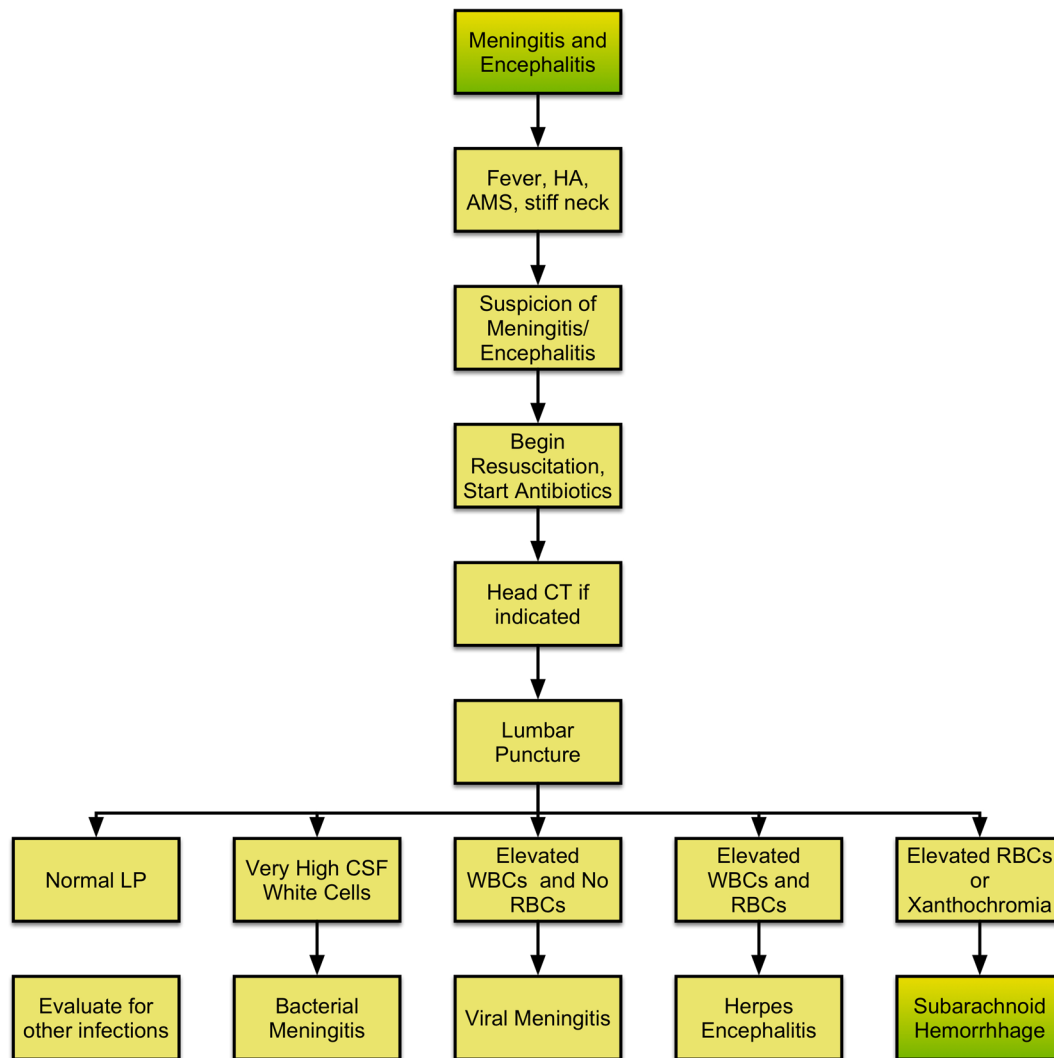 Meningitis and
Encephalitis
Fever, HA,
AMS, stiff neck
Suspicion of
Meningitis/
Encephalitis
Begin
Resuscitation,
Start Antibiotics
Head CT if
indicated
Lumbar
Puncture
Normal LP
Very High CSF
White Cells
Elevated
WBCs and No
RBCs
Elevated
WBCs and
RBCs
Elevated RBCs
or
Xanthochromia
Evaluate for
other infections
Bacterial
Meningitis
Viral Meningitis
Herpes
Encephalitis
Subarachnoid
Hemorrhhage